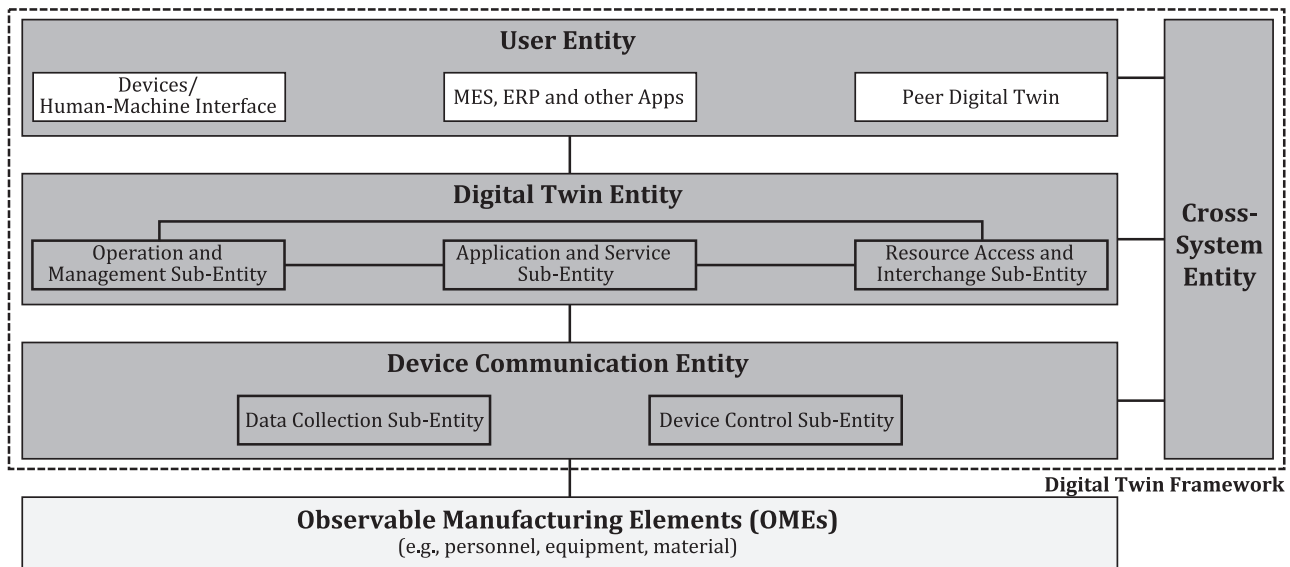 User Entity
Devices/
Human-Machine Interface
MES, ERP and other Apps
Peer Digital Twin
Digital Twin Entity
Operation and
Management Sub-Entity
Application and Service
Sub-Entity
Resource Access and
Interchange Sub-Entity
Cross-
System
Entity
Device Communication Entity
Data Collection Sub-Entity
Device Control Sub-Entity
Digital Twin Framework
Observable Manufacturing Elements (OMEs)
(e.g., personnel, equipment, material)